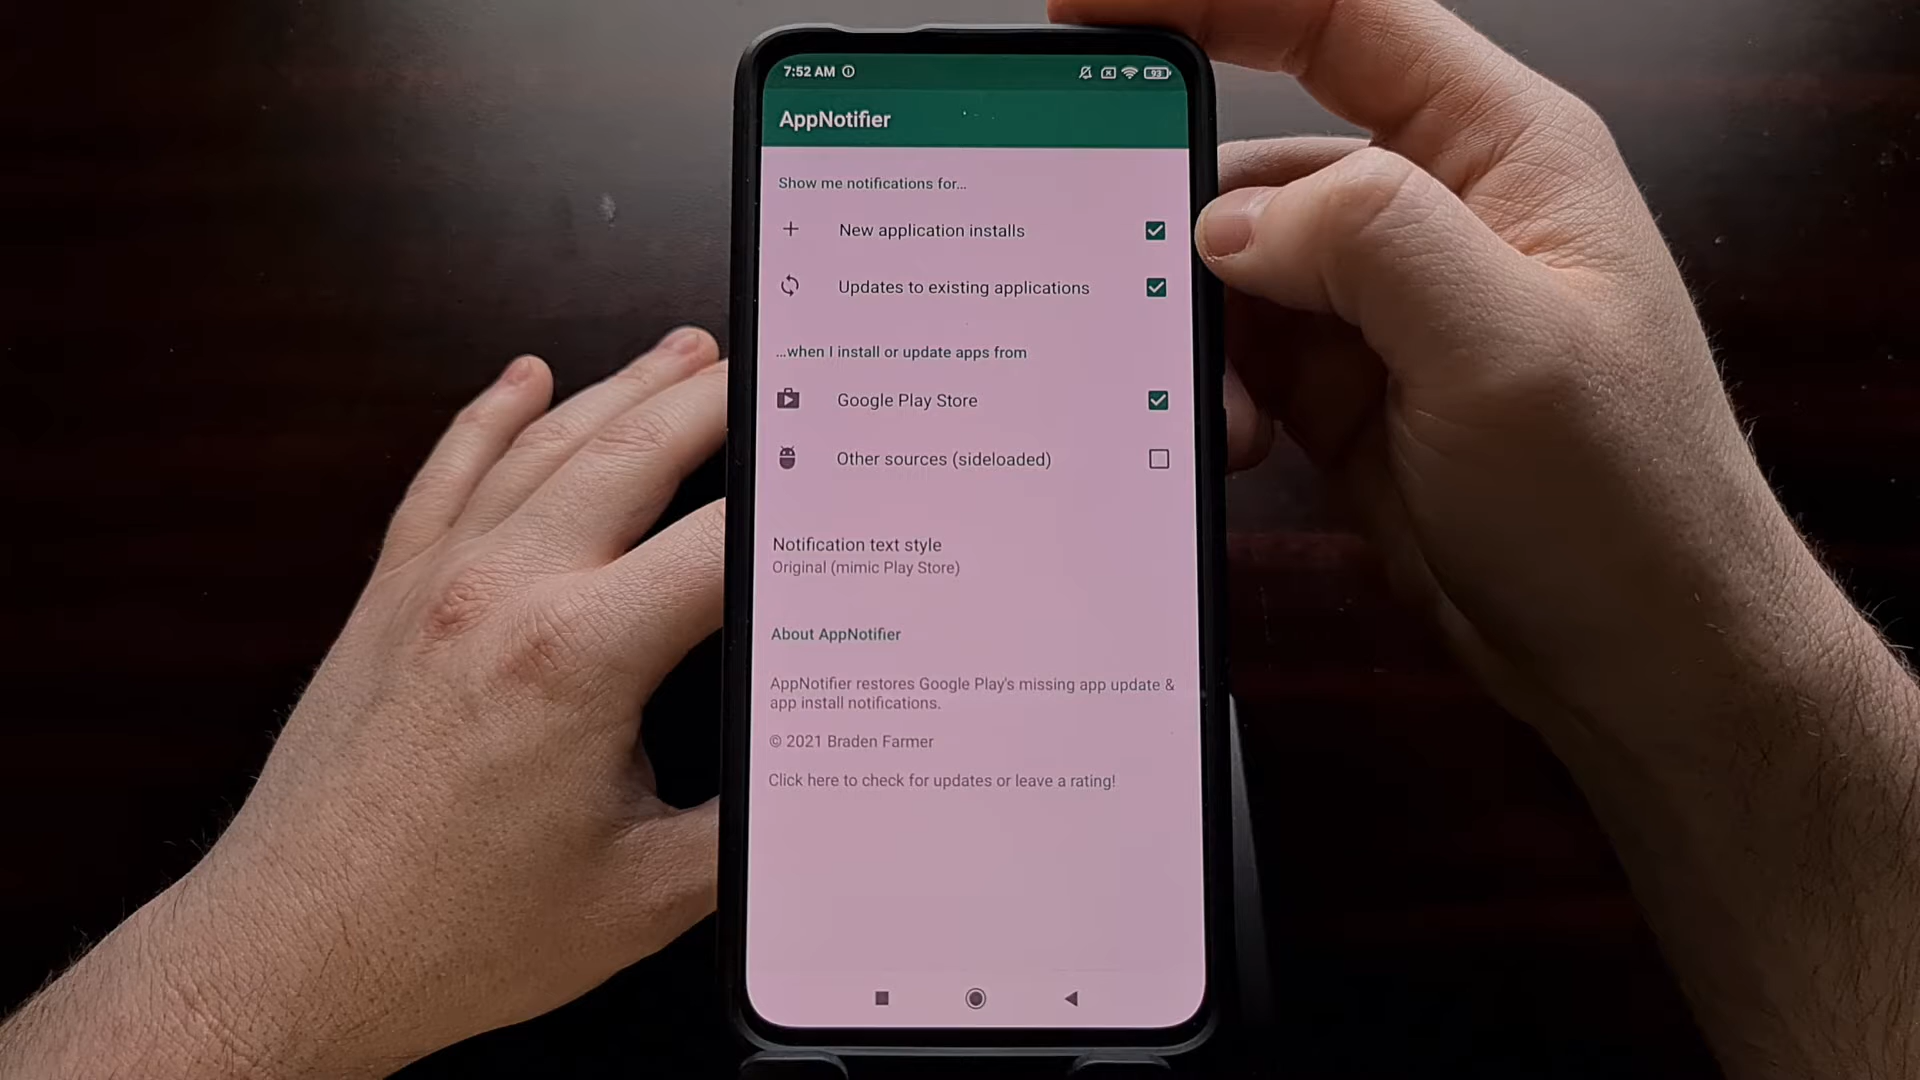 7:52 AM
93
AppNotifier
Show me notifications for...
New application installs
Updates to existing applications
...when I install or update apps from
Google Play Store
Other sources (sideloaded)
Notification text style
Original (mimic Play Store)
About AppNotifier
AppNotifier restores Google Play's missing app update &
app install notifications.
© 2021 Braden Farmer
Click here to check for updates or leave a rating!